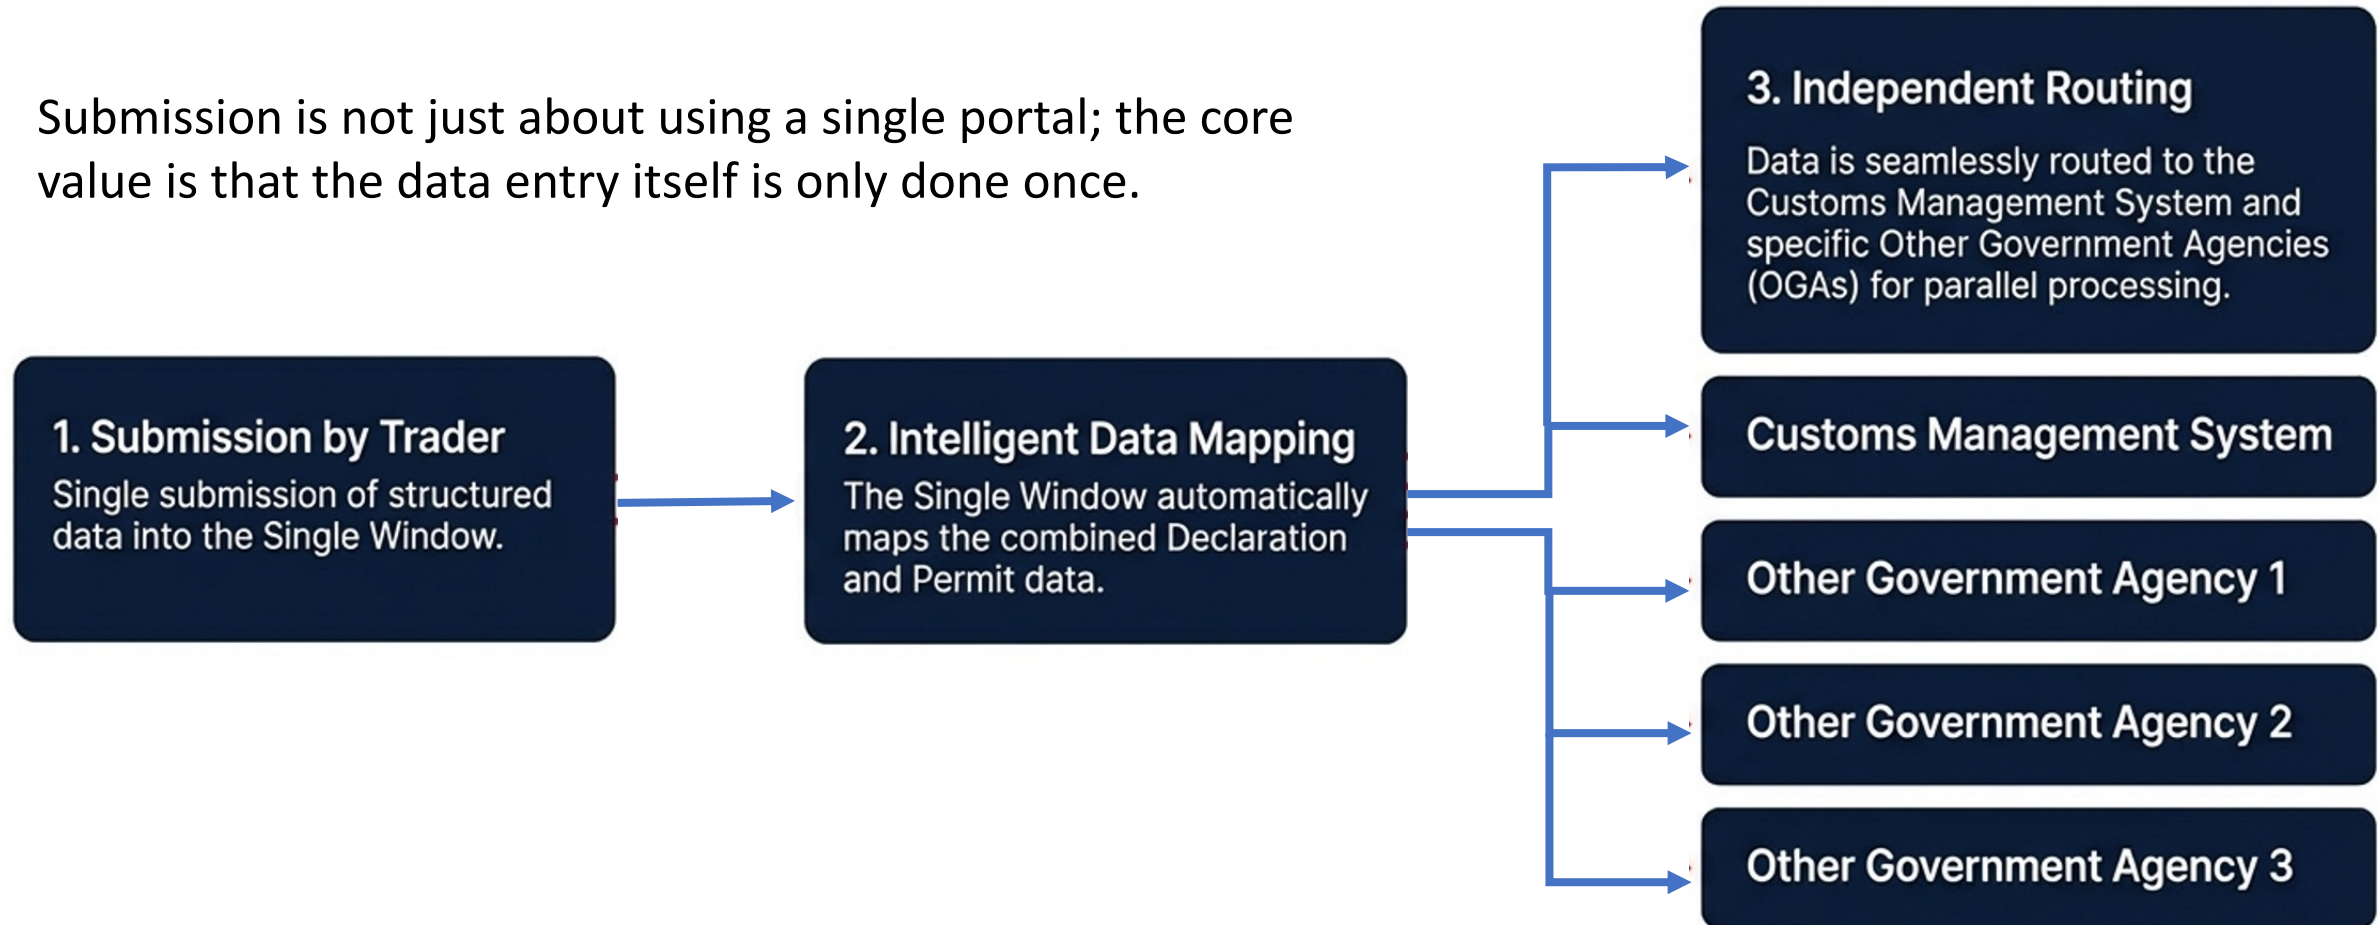 Submission is not just about using a single portal; the core
value is that the data entry itself is only done once.
1. Submission by Trader
Single submission of structured
data into the Single Window.
2. Intelligent Data Mapping
The Single Window automatically
maps the combined Declaration
and Permit data.
3. Independent Routing
Data is seamlessly routed to the
Customs Management System and
specific Other Government Agencies
(OGAs) for parallel processing.
Customs Management System
Other Government Agency 1
Other Government Agency 2
Other Government Agency 3